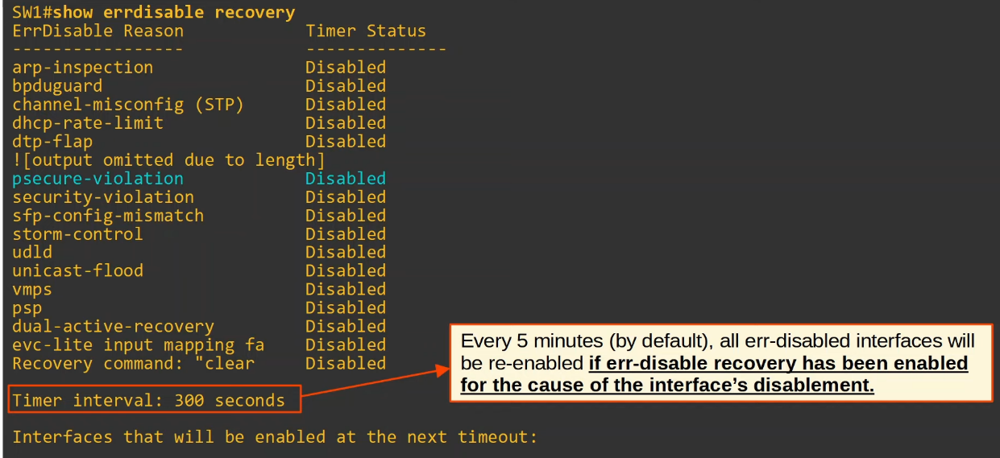 SW1#show errdisable recovery
ErrDisable Reason Timer Status
----------------- --------------
arp-inspection Disabled
bpduguard Disabled
channel-misconfig (STP) Disabled
dhcp-rate-limit Disabled
dtp-flap Disabled
![output omitted due to length]
psecure-violation Disabled
security-violation Disabled
sfp-config-mismatch Disabled
storm-control Disabled
udld Disabled
unicast-flood Disabled
vmps Disabled
psp Disabled
dual-active-recovery Disabled
evc-lite input mapping fa Disabled
Recovery command: "clear Disabled
Every 5 minutes (by default), all err-disabled interfaces will
be re-enabled if err-disable recovery has been enabled
for the cause of the interface's disablement.
Timer interval: 300 seconds
Interfaces that will be enabled at the next timeout: